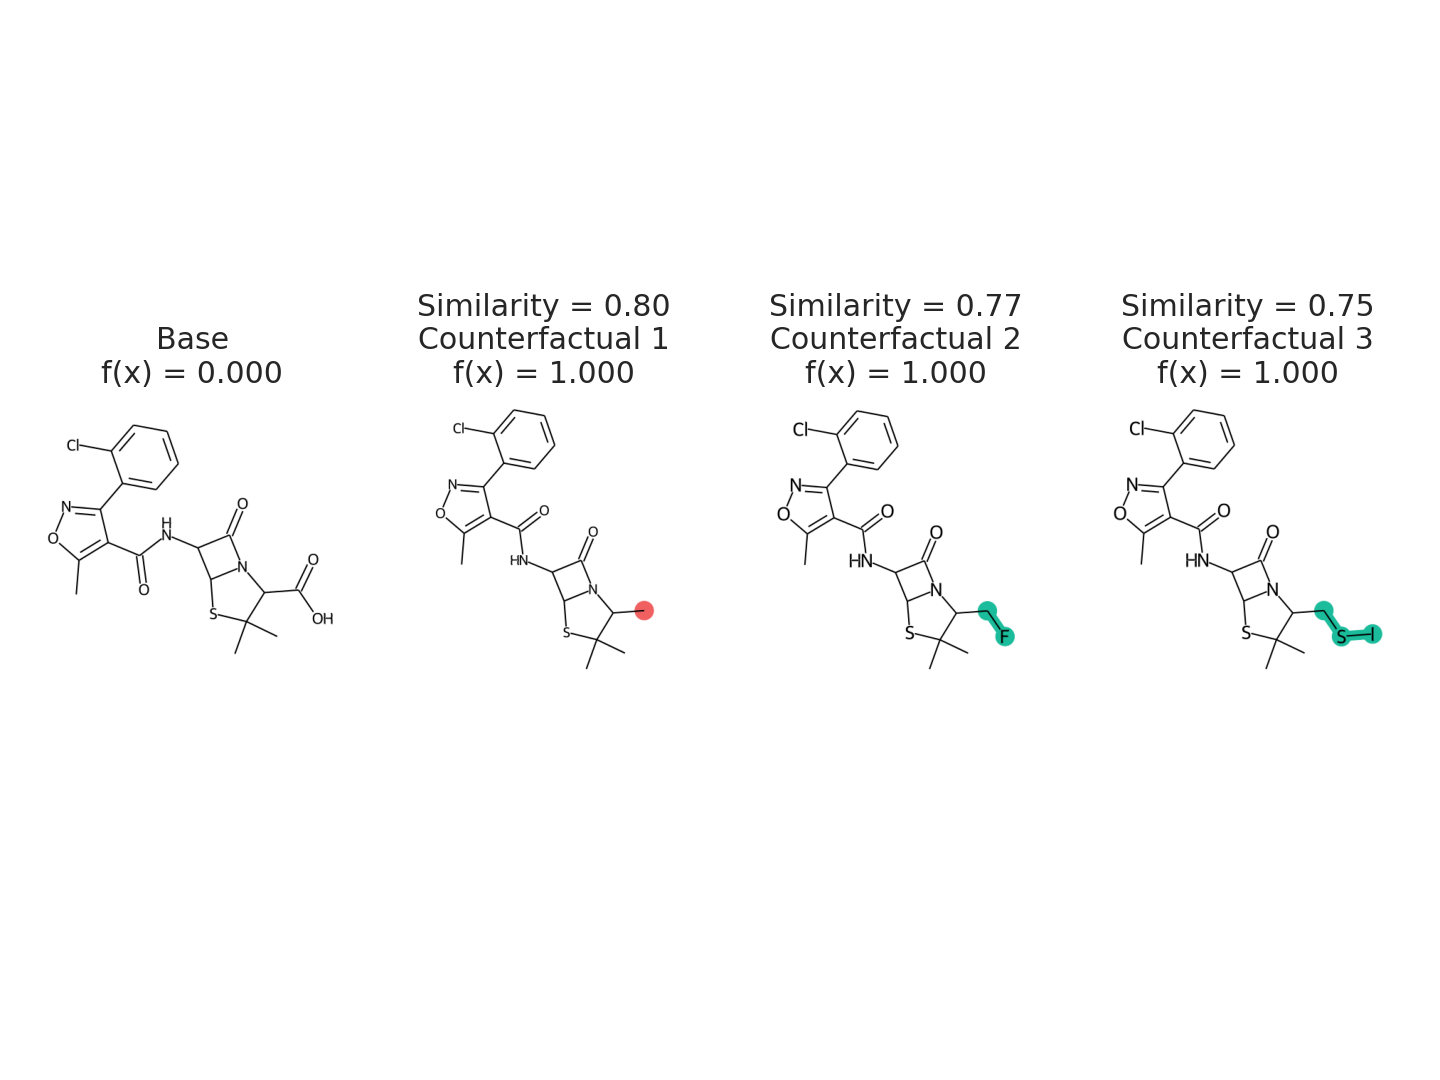 Base
f(x) = 0.000
Similarity = 0.80
Counterfactual 1
f(x) = 1.000
Similarity = 0.77
Counterfactual 2
f(x) = 1.000
Similarity = 0.75
Counterfactual 3
f(x) = 1.000
Cl
N
O
O
H
N
O
N
S
O
OH
Cl
N
O
O
HN
O
N
S
Cl
N
O
O
HN
O
N
S
F
Cl
N
O
O
HN
O
N
S
S
I